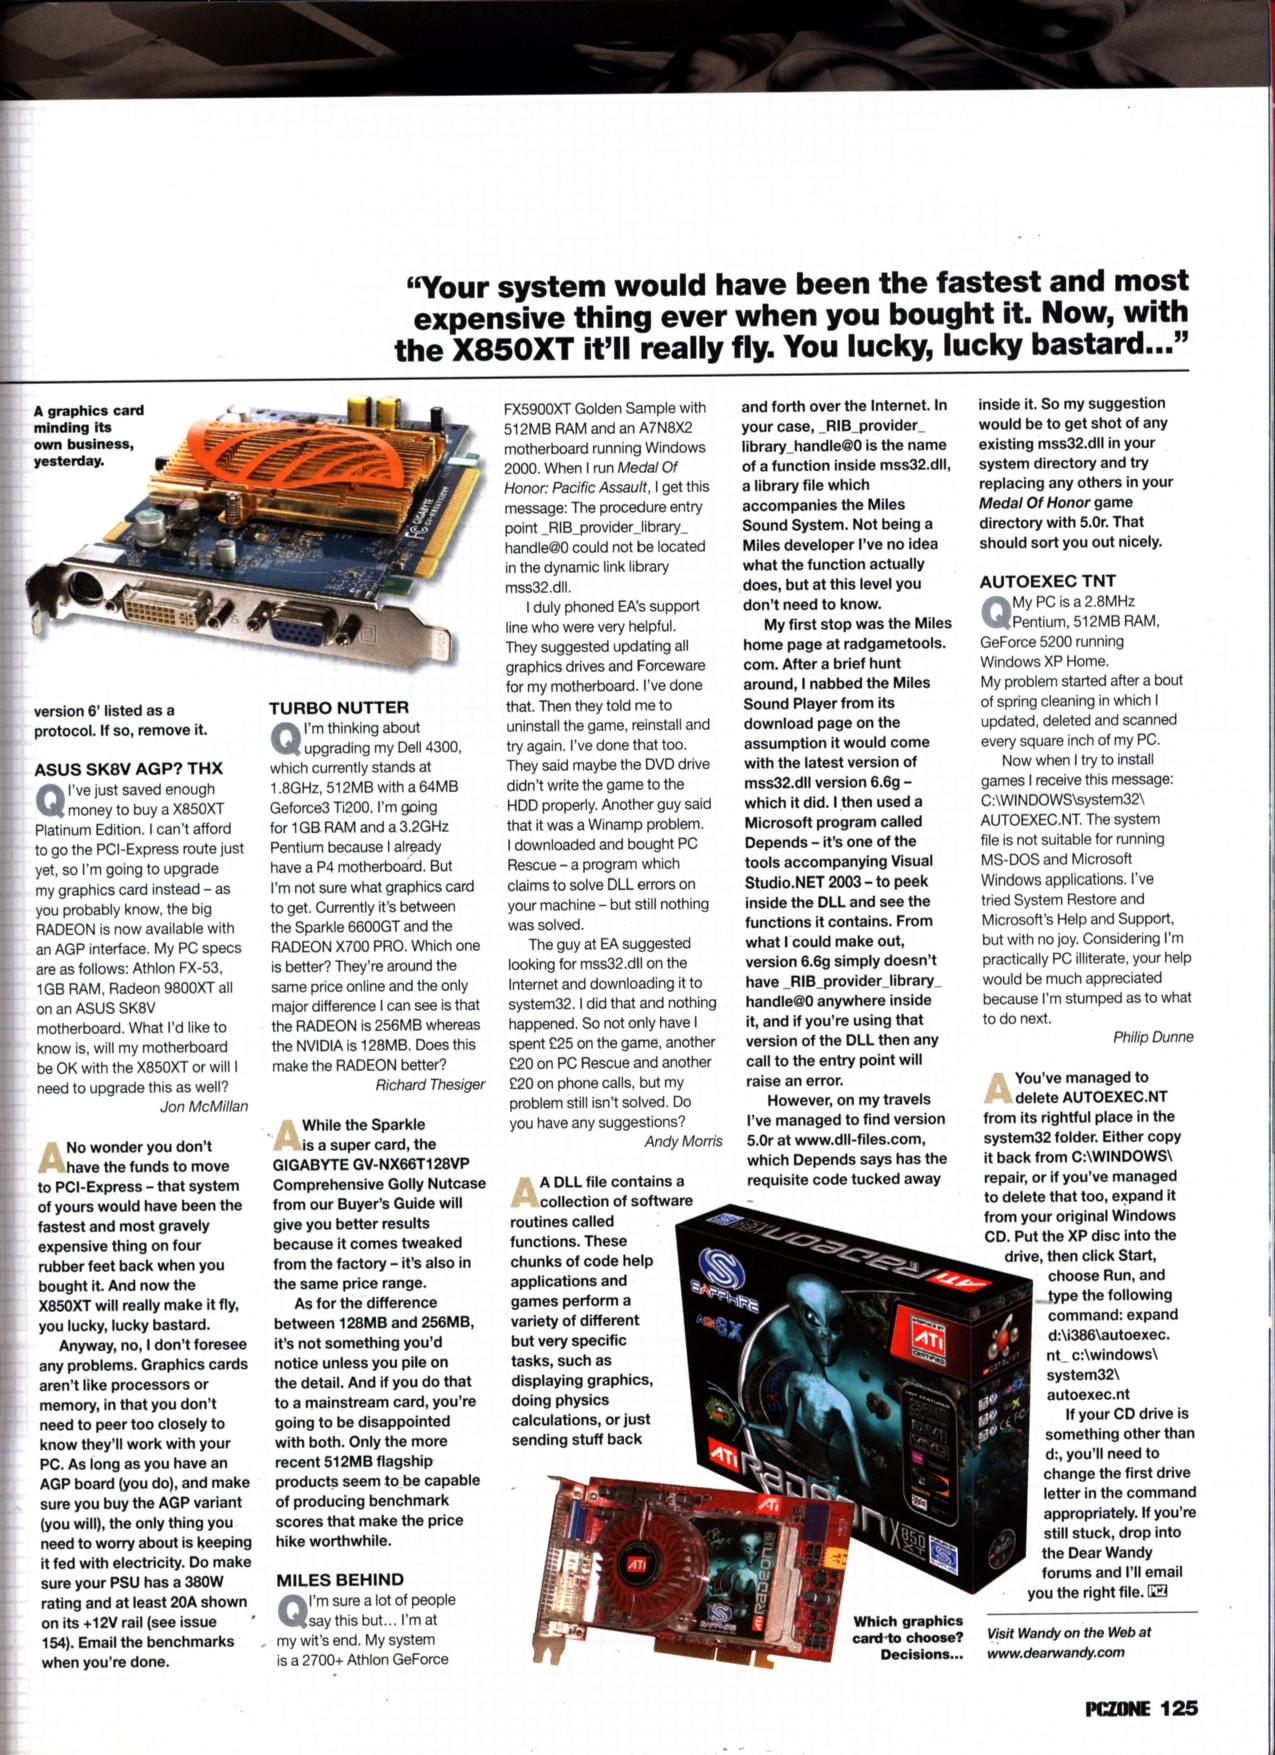 “Your system would have been the fastest and most
expensive thing ever when you bought it. Now, with
the X850XT it’ll really fly. You lucky, lucky bastard...”
A graphics card
minding its
own business,
yesterday.
version 6’ listed as a
protocol. If so, remove it.
ASUS SK8V AGP? THX
Q I’ve just saved enough
money to buy a X850XT
Platinum Edition. I can’t afford
to go the PCI-Express route just
yet, so I’m going to upgrade
my graphics card instead – as
you probably know, the big
RADEON is now available with
an AGP interface. My PC specs
are as follows: Athlon FX-53,
1GB RAM, Radeon 9800XT all
on an ASUS SK8V
motherboard. What I’d like to
know is, will my motherboard
be OK with the X850XT or will I
need to upgrade this as well?
Jon McMillan
A No wonder you don’t
have the funds to move
to PCI-Express – that system
of yours would have been the
fastest and most gravely
expensive thing on four
rubber feet back when you
bought it. And now the
X850XT will really make it fly,
you lucky, lucky bastard.
Anyway, no, I don’t foresee
any problems. Graphics cards
aren’t like processors or
memory, in that you don’t
need to peer too closely to
know they’ll work with your
PC. As long as you have an
AGP board (you do), and make
sure you buy the AGP variant
(you will), the only thing you
need to worry about is keeping
it fed with electricity. Do make
sure your PSU has a 380W
rating and at least 20A shown
on its +12V rail (see issue
154). Email the benchmarks
when you’re done.
TURBO NUTTER
Q I’m thinking about
upgrading my Dell 4300,
which currently stands at
1.8GHz, 512MB with a 64MB
Geforce3 Ti200. I’m going
for 1GB RAM and a 3.2GHz
Pentium because I already
have a P4 motherboard. But
I’m not sure what graphics card
to get. Currently it’s between
the Sparkle 6600GT and the
RADEON X700 PRO. Which one
is better? They’re around the
same price online and the only
major difference I can see is that
the RADEON is 256MB whereas
the NVIDIA is 128MB. Does this
make the RADEON better?
Richard Thesiger
A While the Sparkle
is a super card, the
GIGABYTE GV-NX66T128VP
Comprehensive Golly Nutcase
from our Buyer’s Guide will
give you better results
because it comes tweaked
from the factory – it’s also in
the same price range.
As for the difference
between 128MB and 256MB,
it’s not something you’d
notice unless you pile on
the detail. And if you do that
to a mainstream card, you’re
going to be disappointed
with both. Only the more
recent 512MB flagship
products seem to be capable
of producing benchmark
scores that make the price
hike worthwhile.
MILES BEHIND
Q I’m sure a lot of people
say this but... I’m at
my wit’s end. My system
is a 2700+ Athlon GeForce
FX5900XT Golden Sample with
512MB RAM and an A7N8X2
motherboard running Windows
2000. When I run Medal Of
Honor: Pacific Assault, I get this
message: The procedure entry
point _RIB_provider_library_
handle@0 could not be located
in the dynamic link library
mss32.dll.
I duly phoned EA’s support
line who were very helpful.
They suggested updating all
graphics drives and Forceware
for my motherboard. I’ve done
that. Then they told me to
uninstall the game, reinstall and
try again. I’ve done that too.
They said maybe the DVD drive
didn’t write the game to the
HDD properly. Another guy said
that it was a Winamp problem.
I downloaded and bought PC
Rescue – a program which
claims to solve DLL errors on
your machine – but still nothing
was solved.
The guy at EA suggested
looking for mss32.dll on the
Internet and downloading it to
system32. I did that and nothing
happened. So not only have I
spent £25 on the game, another
£20 on PC Rescue and another
£20 on phone calls, but my
problem still isn’t solved. Do
you have any suggestions?
Andy Morris
A A DLL file contains a
collection of software
routines called
functions. These
chunks of code help
applications and
games perform a
variety of different
but very specific
tasks, such as
displaying graphics,
doing physics
calculations, or just
sending stuff back
and forth over the Internet. In
your case, _RIB_provider_
library_handle@0 is the name
of a function inside mss32.dll,
a library file which
accompanies the Miles
Sound System. Not being a
Miles developer I’ve no idea
what the function actually
does, but at this level you
don’t need to know.
My first stop was the Miles
home page at radgametools.
com. After a brief hunt
around, I nabbed the Miles
Sound Player from its
download page on the
assumption it would come
with the latest version of
mss32.dll version 6.6g –
which it did. I then used a
Microsoft program called
Depends – it’s one of the
tools accompanying Visual
Studio.NET 2003 – to peek
inside the DLL and see the
functions it contains. From
what I could make out,
version 6.6g simply doesn’t
have _RIB_provider_library_
handle@0 anywhere inside
it, and if you’re using that
version of the DLL then any
call to the entry point will
raise an error.
However, on my travels
I’ve managed to find version
5.0r at www.dll-files.com,
which Depends says has the
requisite code tucked away
inside it. So my suggestion
would be to get shot of any
existing mss32.dll in your
system directory and try
replacing any others in your
Medal Of Honor game
directory with 5.0r. That
should sort you out nicely.
AUTOEXEC TNT
Q My PC is a 2.8MHz
Pentium, 512MB RAM,
GeForce 5200 running
Windows XP Home.
My problem started after a bout
of spring cleaning in which I
updated, deleted and scanned
every square inch of my PC.
Now when I try to install
games I receive this message:
C:\WINDOWS\system32\
AUTOEXEC.NT. The system
file is not suitable for running
MS-DOS and Microsoft
Windows applications. I’ve
tried System Restore and
Microsoft’s Help and Support,
but with no joy. Considering I’m
practically PC illiterate, your help
would be much appreciated
because I’m stumped as to what
to do next.
Philip Dunne
A You’ve managed to
delete AUTOEXEC.NT
from its rightful place in the
system32 folder. Either copy
it back from C:\WINDOWS\
repair, or if you’ve managed
to delete that too, expand it
from your original Windows
CD. Put the XP disc into the
drive, then click Start,
choose Run, and
type the following
command: expand
d:\i386\autoexec.
nt_ c:\windows\
system32\
autoexec.nt
If your CD drive is
something other than
d:, you’ll need to
change the first drive
letter in the command
appropriately. If you’re
still stuck, drop into
the Dear Wandy
forums and I’ll email
you the right file. PCZ
GIGABYTE
SAPPHIRE
AGP 8X
ATI RADEON
GRAPHICS BY
ATI
CERTIFIED
CATALYST
ATI RADEON X850
XT
SAPPHIRE
ATI
ATI
RADEON X850
Which graphics
card to choose?
Decisions...
Visit Wandy on the Web at
www.dearwandy.com
PCZONE 125